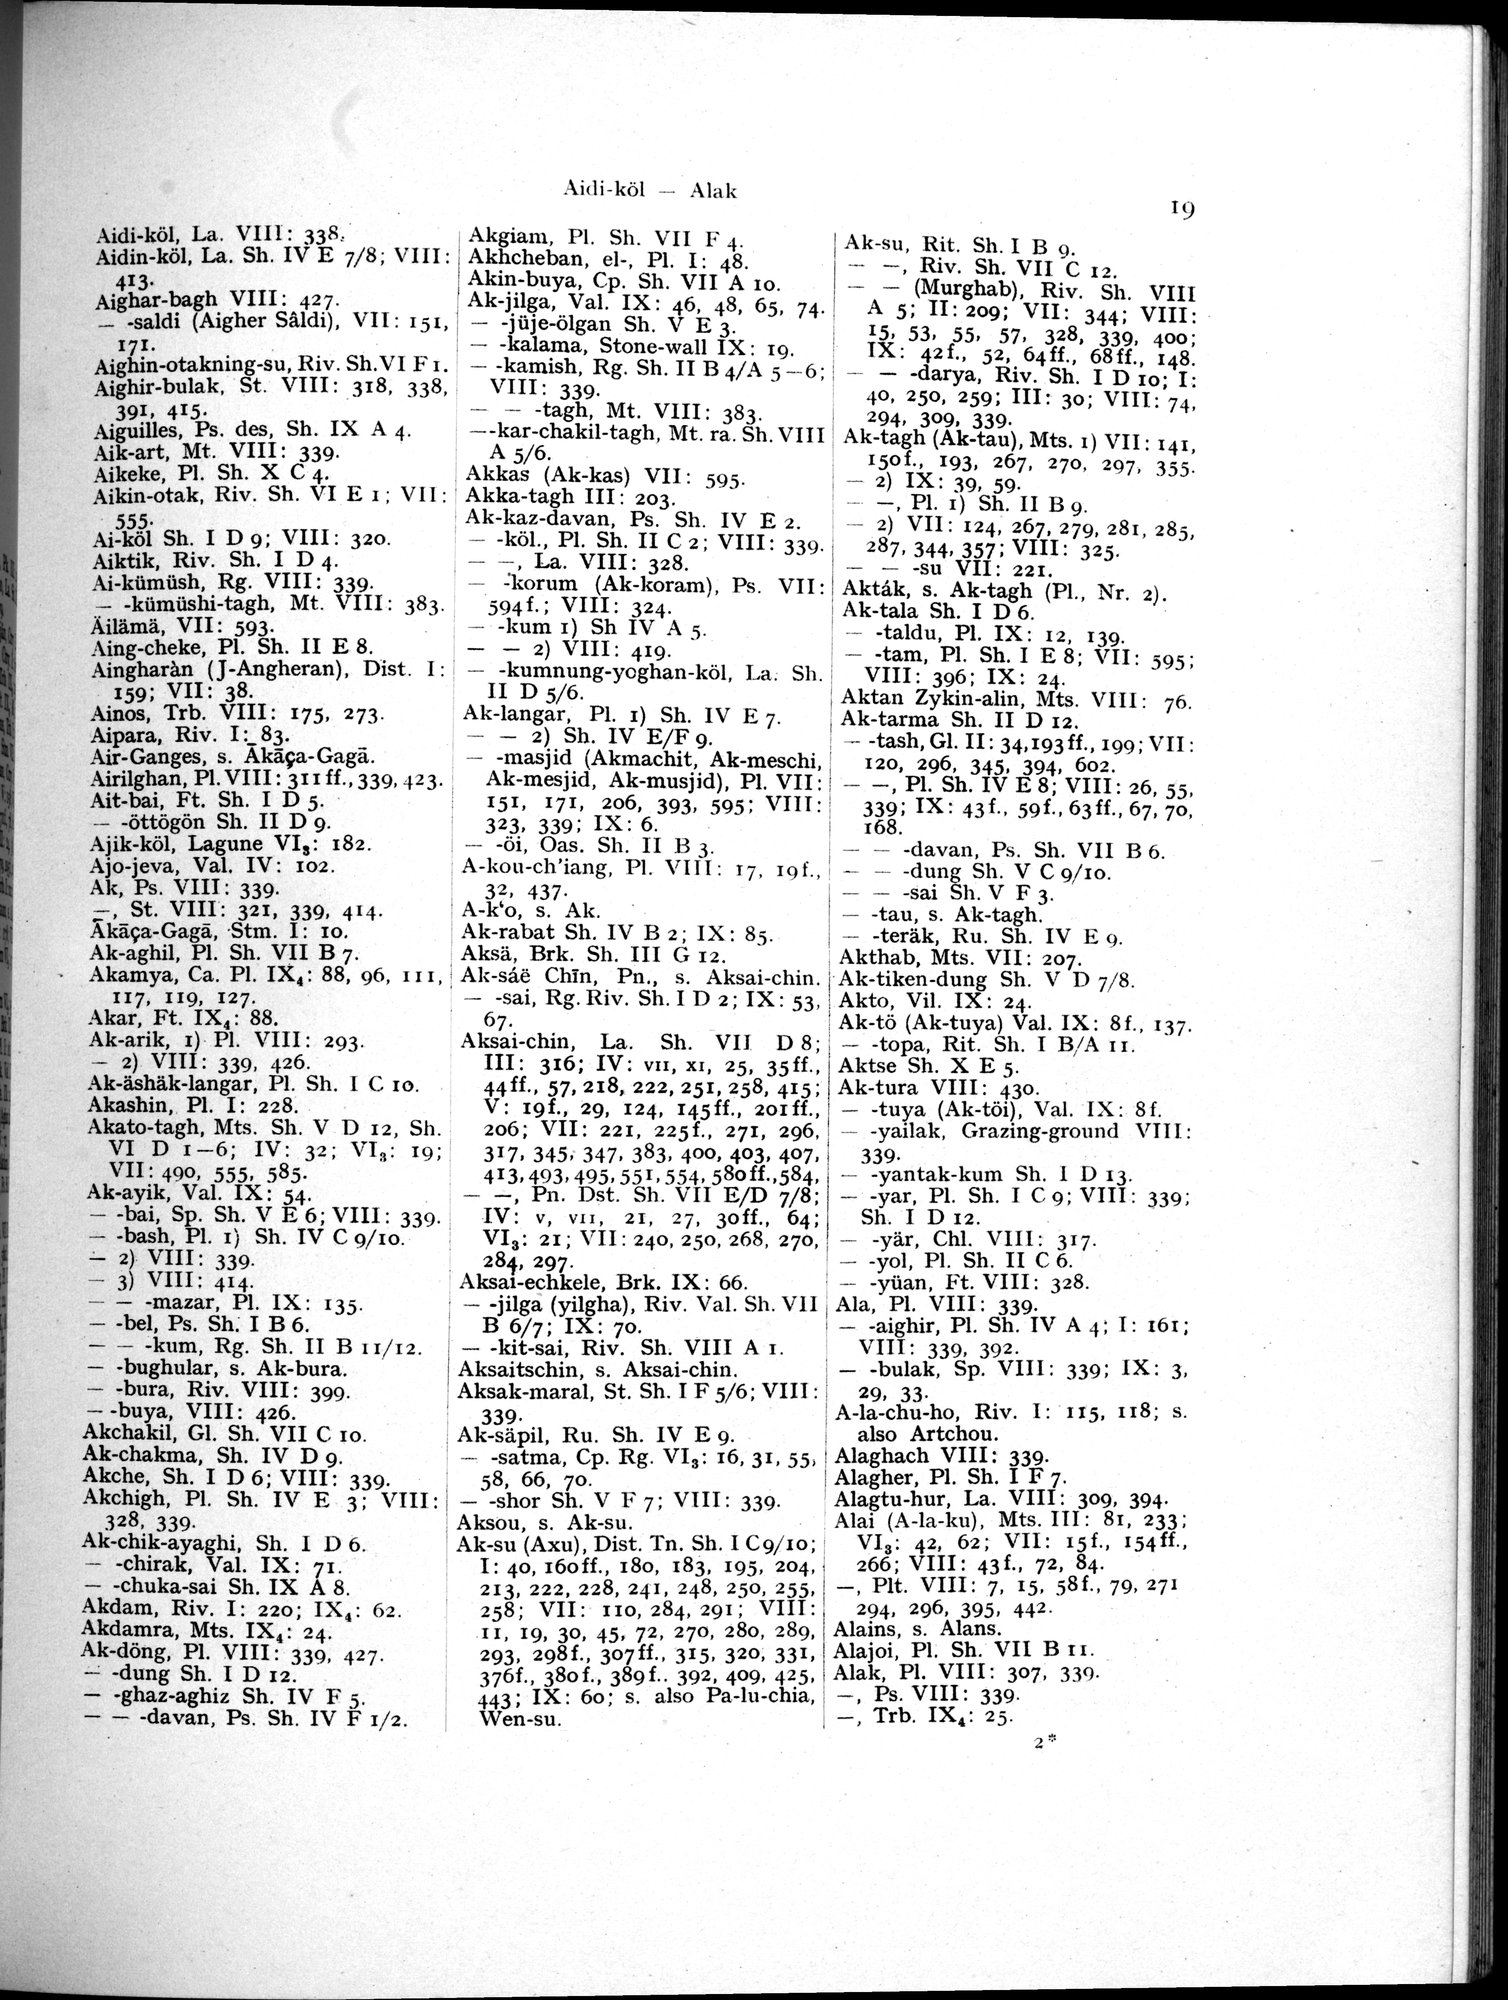 Aidi-köl — Alak
19
Aidi-köl, La. VIII: 338.
Aidin-köl, La. Sh. IV E 7/8; VIII:
413.
Aighar-bagh VIII: 427.
— -saldi (Aigher Sâldi), VII: 151,
171.
Aighin-otakning-su, Riv. Sh. VI F 1.
Aighir-bulak, St. VIII: 318, 338,
391, 415.
Aiguilles, Ps. des, Sh. IX A 4.
Aik-art, Mt. VIII: 339.
Aikeke, Pl. Sh. X C 4.
Aikin-otak, Riv. Sh. VI E 1; VII:
555.
Ai-köl Sh. I D 9; VIII: 320.
Aiktik, Riv. Sh. I D 4.
Ai-kümüsh, Rg. VIII: 339.
— -kümüshi-tagh, Mt. VIII: 383.
Äilämä, VII: 593.
Aing-cheke, Pl. Sh. II E 8.
Aingharàn (J-Angheran), Dist. I:
159; VII: 38.
Ainos, Trb. VIII: 175, 273.
Aipara, Riv. I: 83.
Air-Ganges, s. Ākāça-Gagā.
Airilghan, Pl. VIII: 311 ff., 339, 423.
Ait-bai, Ft. Sh. I D 5.
— -öttögön Sh. II D 9.
Ajik-köl, Lagune VI₃: 182.
Ajo-jeva, Val. IV: 102.
Ak, Ps. VIII: 339.
—, St. VIII: 321, 339, 414.
Ākāça-Gagā, Stm. I: 10.
Ak-aghil, Pl. Sh. VII B 7.
Akamya, Ca. Pl. IX₄: 88, 96, 111,
117, 119, 127.
Akar, Ft. IX₄: 88.
Ak-arik, 1) Pl. VIII: 293.
— 2) VIII: 339, 426.
Ak-äshäk-langar, Pl. Sh. I C 10.
Akashin, Pl. I: 228.
Akato-tagh, Mts. Sh. V D 12, Sh.
VI D 1—6; IV: 32; VI₃: 19;
VII: 490, 555, 585.
Ak-ayik, Val. IX: 54.
— -bai, Sp. Sh. V E 6; VIII: 339.
— -bash, Pl. 1) Sh. IV C 9/10.
— 2) VIII: 339.
— 3) VIII: 414.
— — -mazar, Pl. IX: 135.
— -bel, Ps. Sh. I B 6.
— — -kum, Rg. Sh. II B 11/12.
— -bughular, s. Ak-bura.
— -bura, Riv. VIII: 399.
— -buya, VIII: 426.
Akchakil, Gl. Sh. VII C 10.
Ak-chakma, Sh. IV D 9.
Akche, Sh. I D 6; VIII: 339.
Akchigh, Pl. Sh. IV E 3; VIII:
328, 339.
Ak-chik-ayaghi, Sh. I D 6.
— -chirak, Val. IX: 71.
— -chuka-sai Sh. IX A 8.
Akdam, Riv. I: 220; IX₄: 62.
Akdamra, Mts. IX₄: 24.
Ak-döng, Pl. VIII: 339, 427.
— -dung Sh. I D 12.
— -ghaz-aghiz Sh. IV F 5.
— — -davan, Ps. Sh. IV F 1/2.
Akgiam, Pl. Sh. VII F 4.
Akhcheban, el-, Pl. I: 48.
Akin-buya, Cp. Sh. VII A 10.
Ak-jilga, Val. IX: 46, 48, 65, 74.
— -jüje-ölgan Sh. V E 3.
— -kalama, Stone-wall IX: 19.
— -kamish, Rg. Sh. II B 4/A 5—6;
VIII: 339.
— — -tagh, Mt. VIII: 383.
— -kar-chakil-tagh, Mt. ra. Sh. VIII
A 5/6.
Akkas (Ak-kas) VII: 595.
Akka-tagh III: 203.
Ak-kaz-davan, Ps. Sh. IV E 2.
— -köl., Pl. Sh. II C 2; VIII: 339.
— —, La. VIII: 328.
— -korum (Ak-koram), Ps. VII:
594 f.; VIII: 324.
— -kum 1) Sh IV A 5.
— — 2) VIII: 419.
— -kumnung-yoghan-köl, La. Sh.
II D 5/6.
Ak-langar, Pl. 1) Sh. IV E 7.
— — 2) Sh. IV E/F 9.
— -masjid (Akmachit, Ak-meschi,
Ak-mesjid, Ak-musjid), Pl. VII:
151, 171, 206, 393, 595; VIII:
323, 339; IX: 6.
— -öi, Oas. Sh. II B 3.
A-kou-ch'iang, Pl. VIII: 17, 19 f.,
32, 437.
A-k‘o, s. Ak.
Ak-rabat Sh. IV B 2; IX: 85.
Aksä, Brk. Sh. III G 12.
Ak-sáë Chīn, Pn., s. Aksai-chin.
— -sai, Rg. Riv. Sh. I D 2; IX: 53,
67.
Aksai-chin, La. Sh. VII D 8;
III: 316; IV: VII, XI, 25, 35 ff.,
44 ff., 57, 218, 222, 251, 258, 415;
V: 19 f., 29, 124, 145 ff., 201 ff.,
206; VII: 221, 225 f., 271, 296,
317, 345, 347, 383, 400, 403, 407,
413, 493, 495, 551, 554, 580 ff., 584,
— —, Pn. Dst. Sh. VII E/D 7/8;
IV: V, VII, 21, 27, 30 ff., 64;
VI₃: 21; VII: 240, 250, 268, 270,
284, 297.
Aksai-echkele, Brk. IX: 66.
— -jilga (yilgha), Riv. Val. Sh. VII
B 6/7; IX: 70.
— -kit-sai, Riv. Sh. VIII A 1.
Aksaitschin, s. Aksai-chin.
Aksak-maral, St. Sh. I F 5/6; VIII:
339.
Ak-säpil, Ru. Sh. IV E 9.
— -satma, Cp. Rg. VI₃: 16, 31, 55,
58, 66, 70.
— -shor Sh. V F 7; VIII: 339.
Aksou, s. Ak-su.
Ak-su (Axu), Dist. Tn. Sh. I C 9/10;
I: 40, 160 ff., 180, 183, 195, 204,
213, 222, 228, 241, 248, 250, 255,
258; VII: 110, 284, 291; VIII:
11, 19, 30, 45, 72, 270, 280, 289,
293, 298 f., 307 ff., 315, 320, 331,
376 f., 380 f., 389 f.. 392, 409, 425,
443; IX: 60; s. also Pa-lu-chia,
Wen-su.
Ak-su, Rit. Sh. I B 9.
— —, Riv. Sh. VII C 12.
— — (Murghab), Riv. Sh. VIII
A 5; II: 209; VII: 344; VIII:
15, 53, 55, 57, 328, 339, 400;
IX: 42 f., 52, 64 ff., 68 ff., 148.
— — -darya, Riv. Sh. I D 10; I:
40, 250, 259; III: 30; VIII: 74,
294, 309, 339.
Ak-tagh (Ak-tau), Mts. 1) VII: 141,
150 f., 193, 267, 270, 297, 355.
— 2) IX: 39, 59.
— —, Pl. 1) Sh. II B 9.
— 2) VII: 124, 267, 279, 281, 285,
287, 344, 357; VIII: 325.
— — -su VII: 221.
Akták, s. Ak-tagh (Pl., Nr. 2).
Ak-tala Sh. I D 6.
— -taldu, Pl. IX: 12, 139.
— -tam, Pl. Sh. I E 8; VII: 595;
VIII: 396; IX: 24.
Aktan Zykin-alin, Mts. VIII: 76.
Ak-tarma Sh. II D 12.
— -tash, Gl. II: 34, 193 ff., 199; VII:
120, 296, 345, 394, 602.
— —, Pl. Sh. IV E 8; VIII: 26, 55,
339; IX: 43 f., 59 f., 63 ff., 67, 70,
168.
— — -davan, Ps. Sh. VII B 6.
— — -dung Sh. V C 9/10.
— — -sai Sh. V F 3.
— -tau, s. Ak-tagh.
— -teräk, Ru. Sh. IV E 9.
Akthab, Mts. VII: 207.
Ak-tiken-dung Sh. V D 7/8.
Akto, Vil. IX: 24.
Ak-tö (Ak-tuya) Val. IX: 8 f., 137.
— -topa, Rit. Sh. I B/A 11.
Aktse Sh. X E 5.
Ak-tura VIII: 430.
— -tuya (Ak-töi), Val. IX: 8 f.
— -yailak, Grazing-ground VIII:
339.
— -yantak-kum Sh. I D 13.
— -yar, Pl. Sh. I C 9; VIII: 339;
Sh. I D 12.
— -yär, Chl. VIII: 317.
— -yol, Pl. Sh. II C 6.
— -yüan, Ft. VIII: 328.
Ala, Pl. VIII: 339.
— -aighir, Pl. Sh. IV A 4; I: 161;
VIII: 339, 392.
— -bulak, Sp. VIII: 339; IX: 3,
29, 33.
A-la-chu-ho, Riv. I: 115, 118; s.
also Artchou.
Alaghach VIII: 339.
Alagher, Pl. Sh. I F 7.
Alagtu-hur, La. VIII: 309, 394.
Alai (A-la-ku), Mts. III: 81, 233;
VI₃: 42, 62; VII: 15 f., 154 ff.,
266; VIII: 43 f., 72, 84.
—, Plt. VIII: 7, 15, 58 f., 79, 271
294, 296, 395, 442.
Alains, s. Alans.
Alajoi, Pl. Sh. VII B 11.
Alak, Pl. VIII: 307, 339.
—, Ps. VIII: 339.
—, Trb. IX₄: 25.
2*